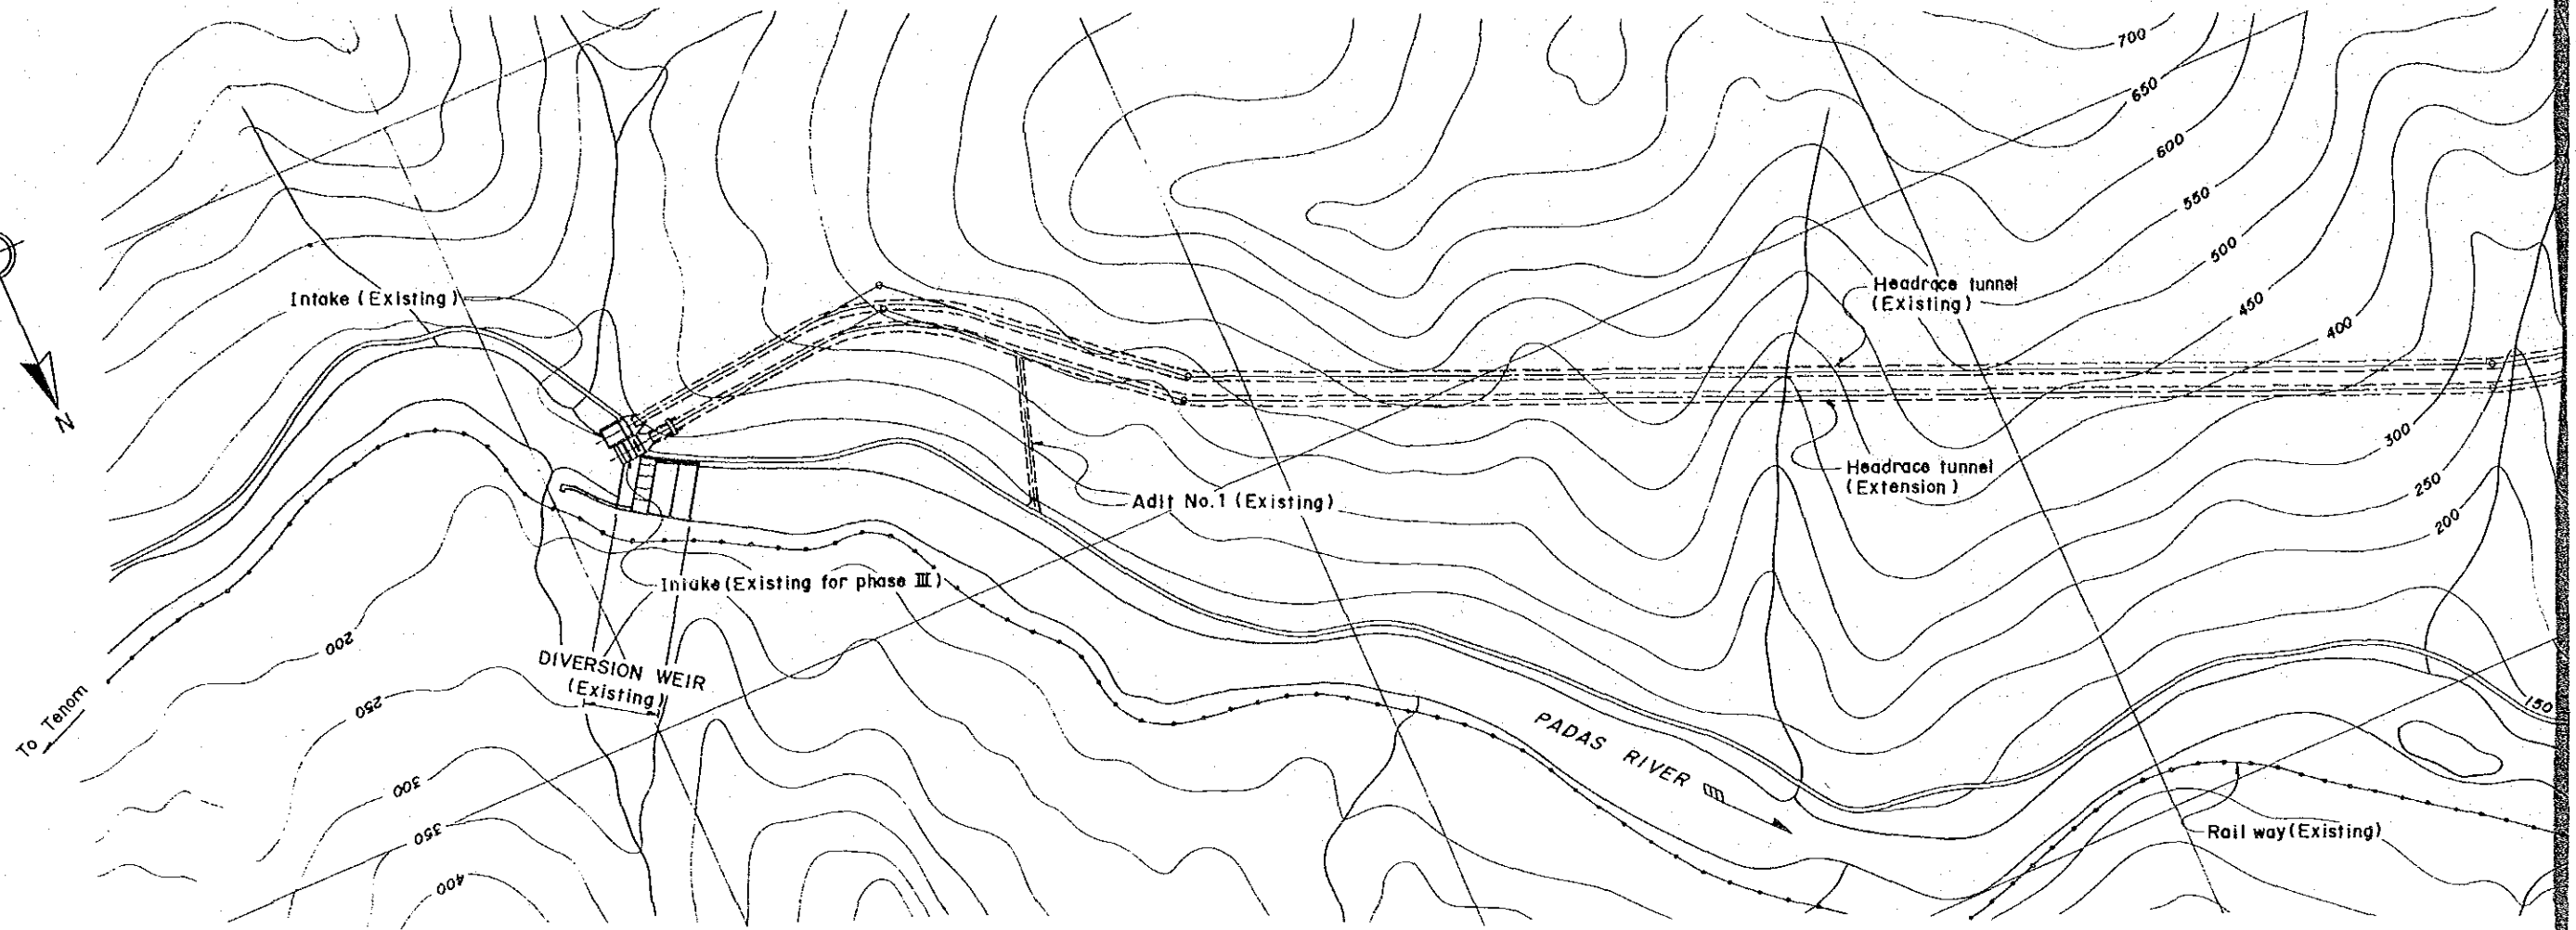 700
650
600
550
500
450
400
300
250
200
150
N
Intake (Existing)
Headrace tunnel
(Existing)
Headrace tunnel
(Extension)
Adit No.1 (Existing)
Intake (Existing for phase III)
DIVERSION WEIR
(Existing)
200
250
300
350
400
To Tenom
PADAS RIVER
Rail way (Existing)